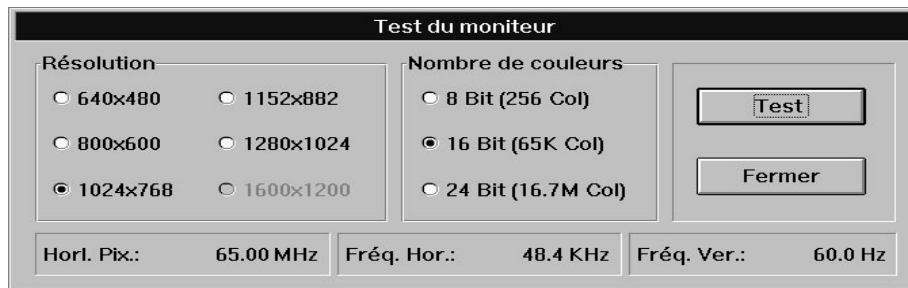 Test du moniteur
Résolution
640x480
1152x882
800x600
1280x1024
1024x768
1600x1200
Nombre de couleurs
8 Bit (256 Col)
16 Bit (65K Col)
24 Bit (16.7M Col)
Test
Fermer
Horl. Pix.: 65.00 MHz
Fréq. Hor.: 48.4 KHz
Fréq. Ver.: 60.0 Hz